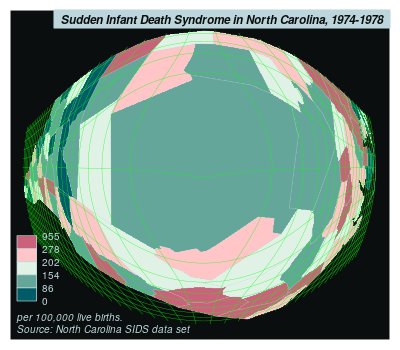 Sudden Infant Death Syndrome in North Carolina, 1974-1978
955
278
202
154
86
0
per 100,000 live births.
Source: North Carolina SIDS data set